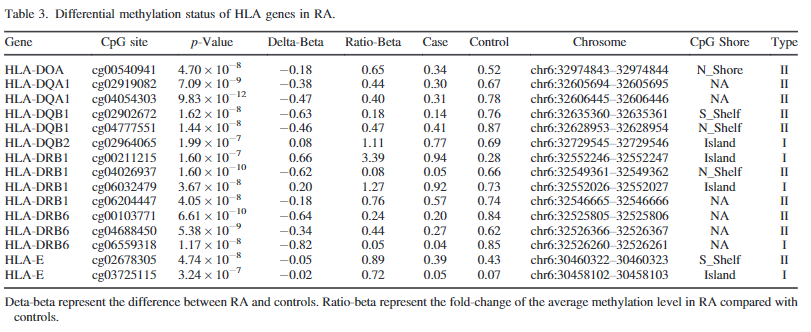 Table 3. Differential methylation status of HLA genes in RA.
Gene CpG site p-Value Delta-Beta Ratio-Beta Case Control Chrosome CpG Shore Type
HLA-DOA cg00540941 4.70 × 10⁻⁸ −0.18 0.65 0.34 0.52 chr6:32974843–32974844 N_Shore II
HLA-DQA1 cg02919082 7.09 × 10⁻⁹ −0.38 0.44 0.30 0.67 chr6:32605694–32605695 NA II
HLA-DQA1 cg04054303 9.83 × 10⁻¹² −0.47 0.40 0.31 0.78 chr6:32606445–32606446 NA II
HLA-DQB1 cg02902672 1.62 × 10⁻⁸ −0.63 0.18 0.14 0.76 chr6:32635360–32635361 S_Shelf II
HLA-DQB1 cg04777551 1.44 × 10⁻⁸ −0.46 0.47 0.41 0.87 chr6:32628953–32628954 N_Shelf II
HLA-DQB2 cg02964065 1.99 × 10⁻⁷ 0.08 1.11 0.77 0.69 chr6:32729545–32729546 Island I
HLA-DRB1 cg00211215 1.60 × 10⁻⁷ 0.66 3.39 0.94 0.28 chr6:32552246–32552247 Island I
HLA-DRB1 cg04026937 1.60 × 10⁻¹⁰ −0.62 0.08 0.05 0.66 chr6:32549361–32549362 N_Shelf II
HLA-DRB1 cg06032479 3.67 × 10⁻⁸ 0.20 1.27 0.92 0.73 chr6:32552026–32552027 Island I
HLA-DRB1 cg06204447 4.05 × 10⁻⁸ −0.18 0.76 0.57 0.74 chr6:32546665–32546666 NA II
HLA-DRB6 cg00103771 6.61 × 10⁻¹⁰ −0.64 0.24 0.20 0.84 chr6:32525805–32525806 NA II
HLA-DRB6 cg04688450 5.38 × 10⁻⁹ −0.34 0.44 0.27 0.62 chr6:32526366–32526367 NA II
HLA-DRB6 cg06559318 1.17 × 10⁻⁸ −0.82 0.05 0.04 0.85 chr6:32526260–32526261 NA I
HLA-E cg02678305 4.74 × 10⁻⁸ −0.05 0.89 0.39 0.43 chr6:30460322–30460323 S_Shelf II
HLA-E cg03725115 3.24 × 10⁻⁷ −0.02 0.72 0.05 0.07 chr6:30458102–30458103 Island I
Deta-beta represent the difference between RA and controls. Ratio-beta represent the fold-change of the average methylation level in RA compared with
controls.